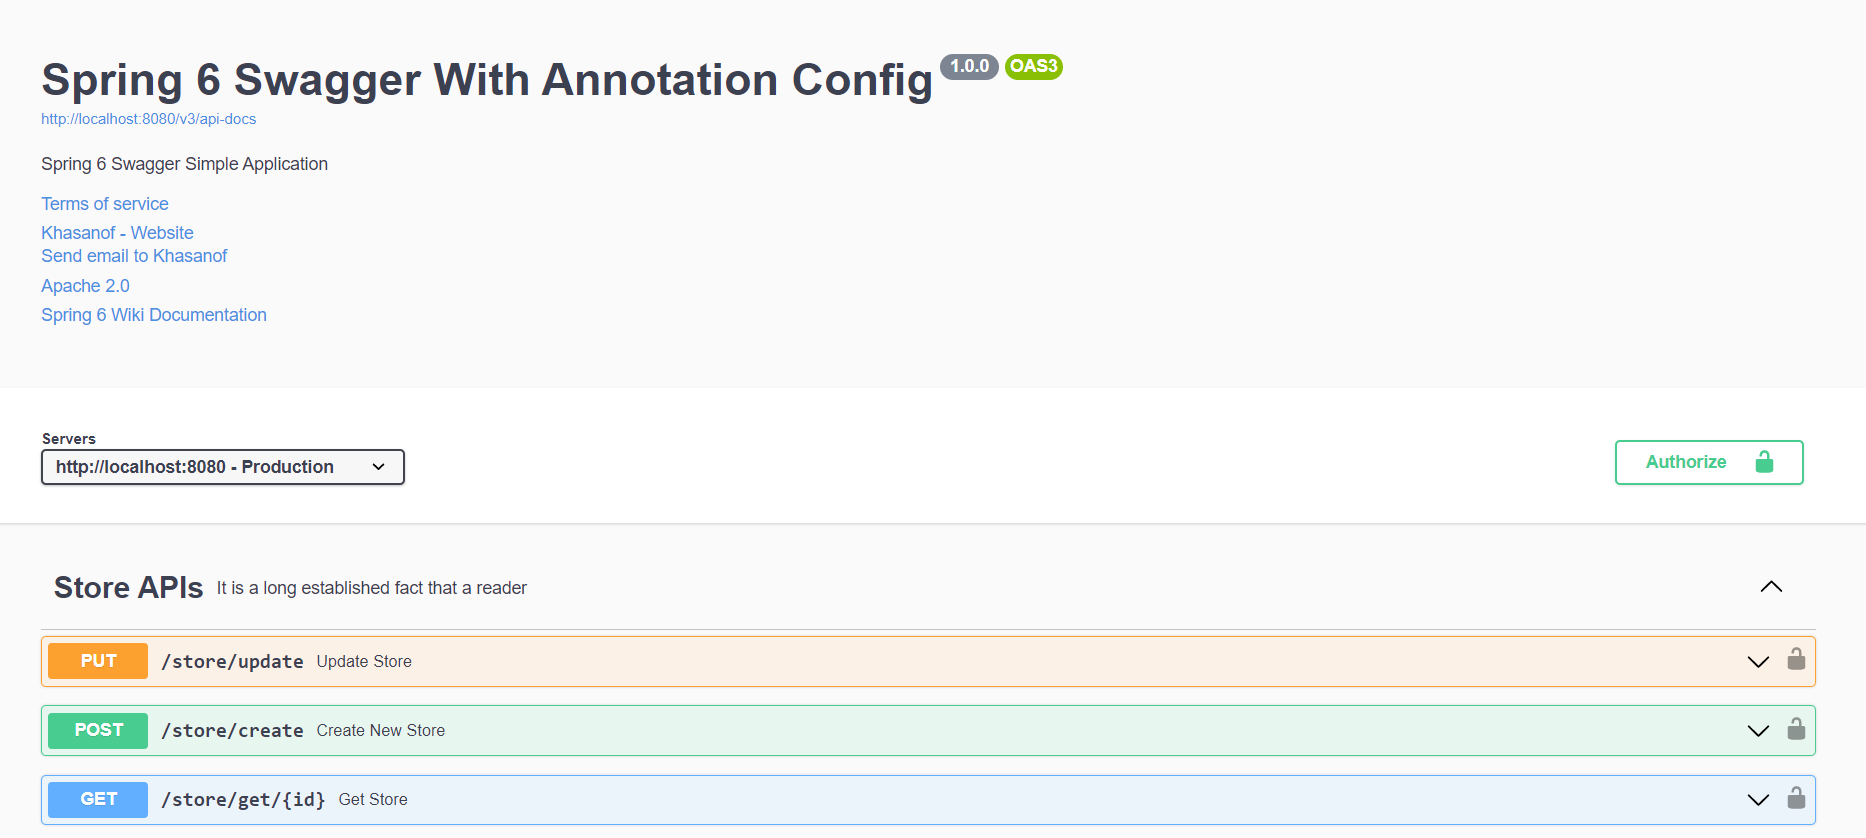 Spring 6 Swagger With Annotation Config 1.0.0 OAS3
http://localhost:8080/v3/api-docs
Spring 6 Swagger Simple Application
Terms of service
Khasanof - Website
Send email to Khasanof
Apache 2.0
Spring 6 Wiki Documentation
Servers
http://localhost:8080 - Production
Authorize
Store APIs It is a long established fact that a reader
PUT /store/update Update Store
POST /store/create Create New Store
GET /store/get/{id} Get Store